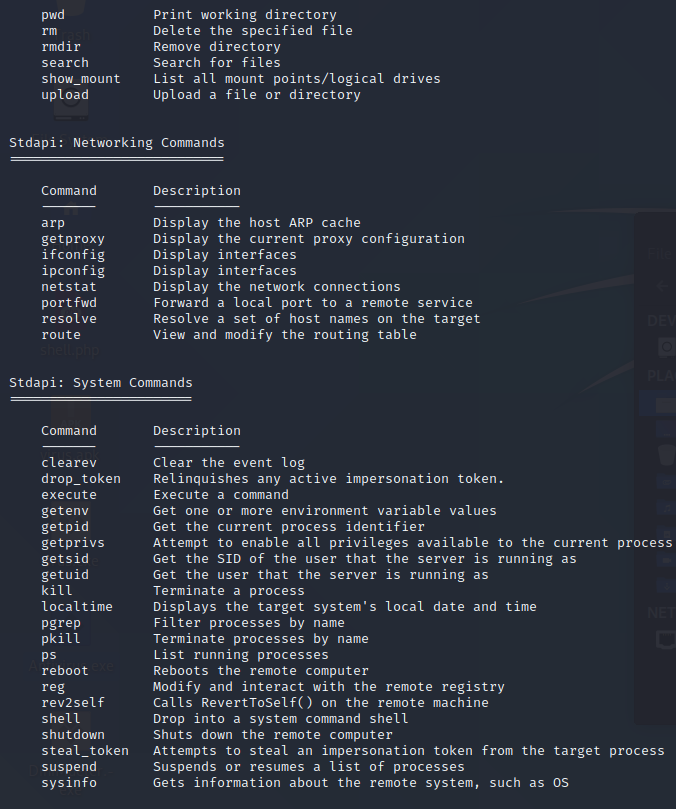 pwd Print working directory
rm Delete the specified file
rmdir Remove directory
search Search for files
show_mount List all mount points/logical drives
upload Upload a file or directory
Stdapi: Networking Commands
===========================
Command Description
------- -----------
arp Display the host ARP cache
getproxy Display the current proxy configuration
ifconfig Display interfaces
ipconfig Display interfaces
netstat Display the network connections
portfwd Forward a local port to a remote service
resolve Resolve a set of host names on the target
route View and modify the routing table
shell.php
Stdapi: System Commands
=======================
Command Description
------- -----------
clearev Clear the event log
drop_token Relinquishes any active impersonation token.
execute Execute a command
getenv Get one or more environment variable values
getpid Get the current process identifier
getprivs Attempt to enable all privileges available to the current process
getsid Get the SID of the user that the server is running as
getuid Get the user that the server is running as
kill Terminate a process
localtime Displays the target system's local date and time
pgrep Filter processes by name
pkill Terminate processes by name
ps List running processes
reboot Reboots the remote computer
reg Modify and interact with the remote registry
rev2self Calls RevertToSelf() on the remote machine
shell Drop into a system command shell
shutdown Shuts down the remote computer
steal_token Attempts to steal an impersonation token from the target process
suspend Suspends or resumes a list of processes
sysinfo Gets information about the remote system, such as OS